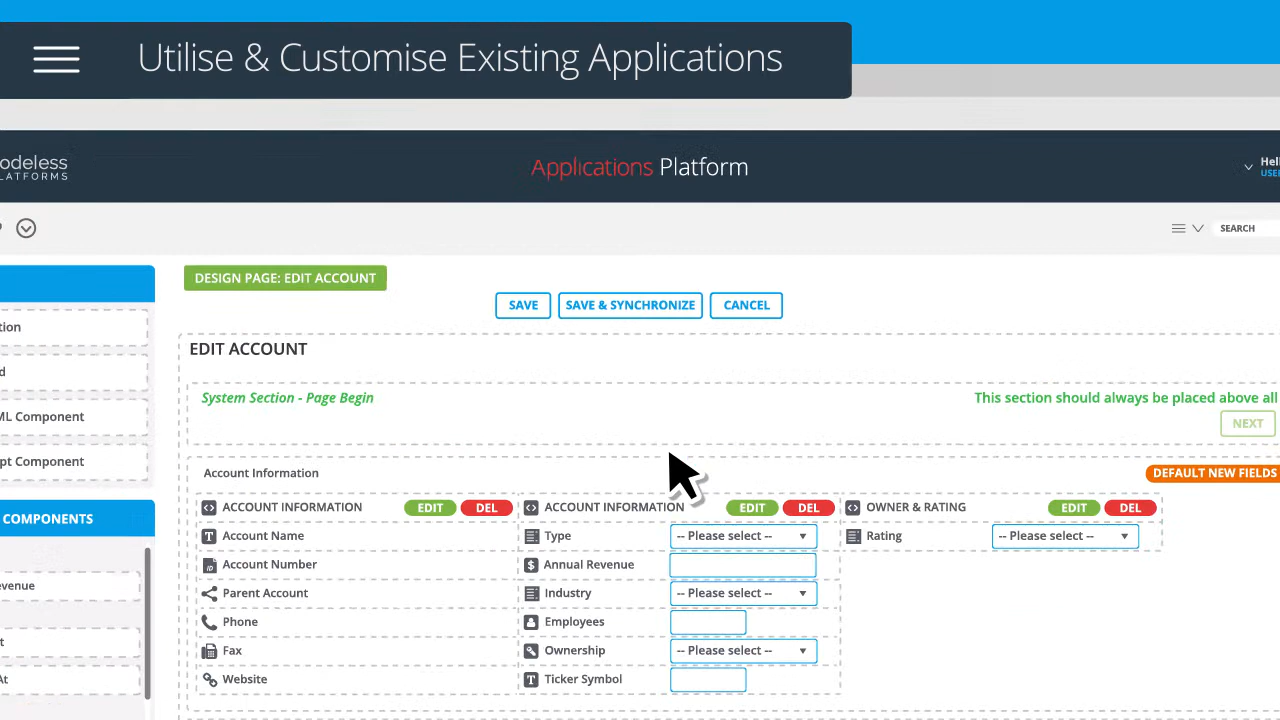 Utilise & Customise Existing Applications
odeless
LATFORMS
Applications Platform
Hell
USER
SEARCH
tion
d
ML Component
pt Component
COMPONENTS
evenue
t
At
DESIGN PAGE: EDIT ACCOUNT
SAVE
SAVE & SYNCHRONIZE
CANCEL
EDIT ACCOUNT
System Section - Page Begin
This section should always be placed above all
NEXT
Account Information
DEFAULT NEW FIELDS
ACCOUNT INFORMATION EDIT DEL
Account Name
Account Number
Parent Account
Phone
Fax
Website
ACCOUNT INFORMATION EDIT DEL
Type -- Please select --
Annual Revenue
Industry -- Please select --
Employees
Ownership -- Please select --
Ticker Symbol
OWNER & RATING EDIT DEL
Rating -- Please select --